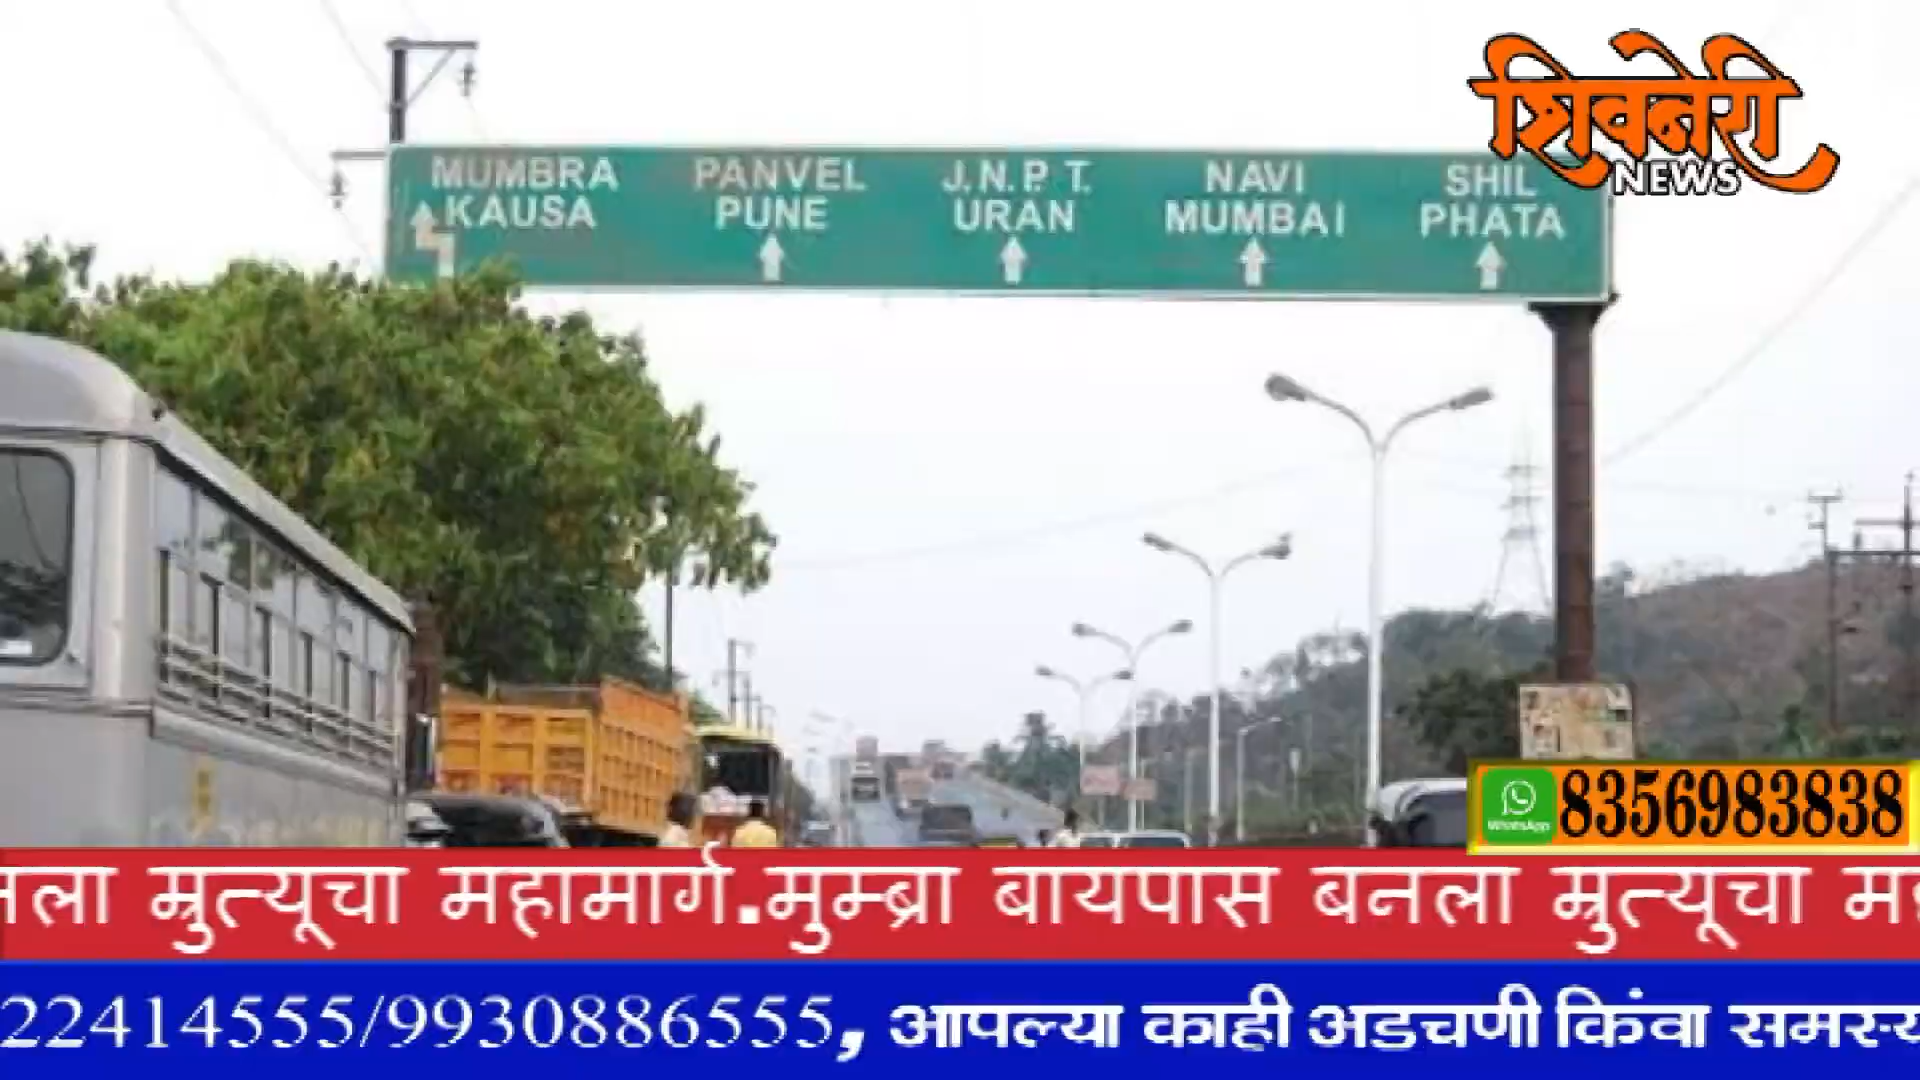 शिवनेरी
NEWS
MUMBRA
KAUSA
PANVEL
PUNE
J.N.P.T.
URAN
NAVI
MUMBAI
SHIL
PHATA
WhatsApp
8356983838
म्रुत्यूचा महामार्ग.मुम्ब्रा बायपास बनला म्रुत्यूचा
22414555/9930886555, आपल्या काही अडचणी किंवा